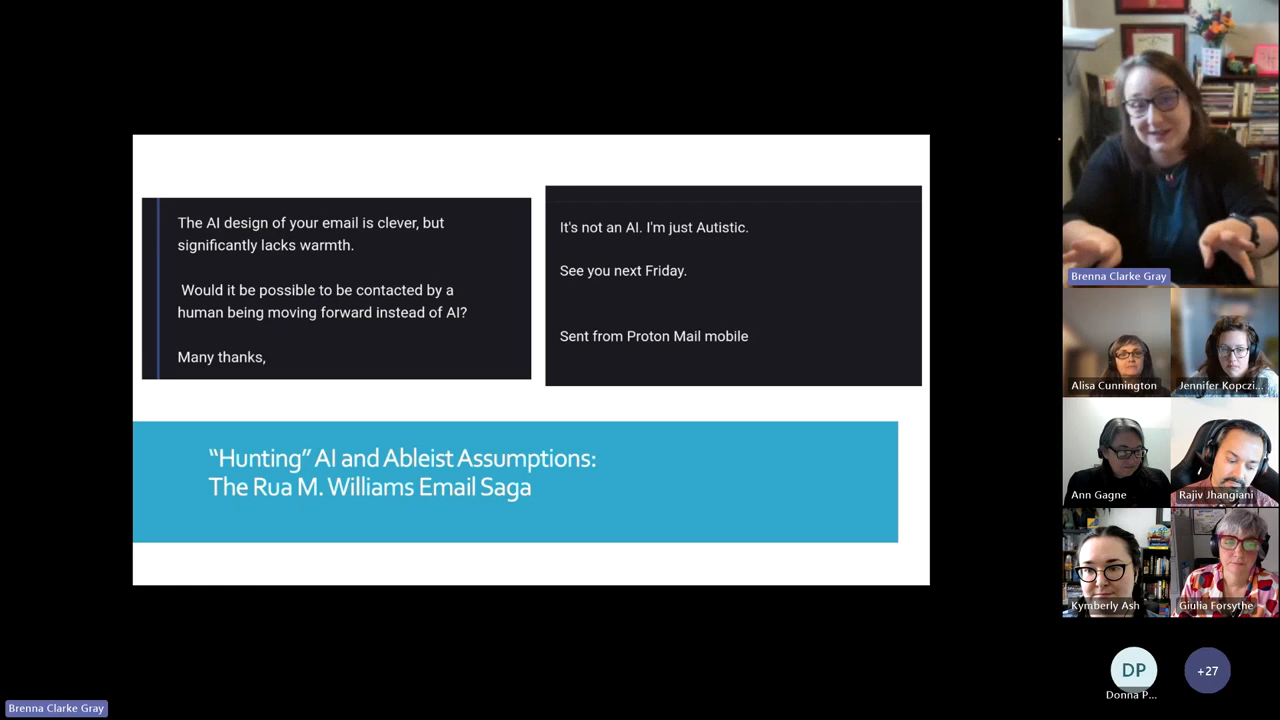 The AI design of your email is clever, but
significantly lacks warmth.
Would it be possible to be contacted by a
human being moving forward instead of AI?
Many thanks,
It's not an AI. I'm just Autistic.
See you next Friday.
Sent from Proton Mail mobile
“Hunting” AI and Ableist Assumptions:
The Rua M. Williams Email Saga
Brenna Clarke Gray
Alisa Cunnington
Jennifer Kopczi...
Ann Gagne
Rajiv Jhangiani
Kymberly Ash
Giulia Forsythe
DP
Donna P...
+27
Brenna Clarke Gray